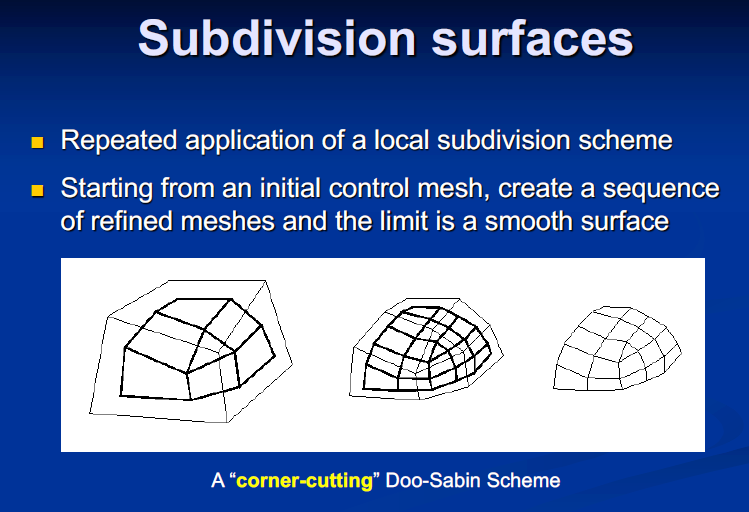 Subdivision surfaces
Repeated application of a local subdivision scheme
Starting from an initial control mesh, create a sequence
of refined meshes and the limit is a smooth surface
A “corner-cutting” Doo-Sabin Scheme